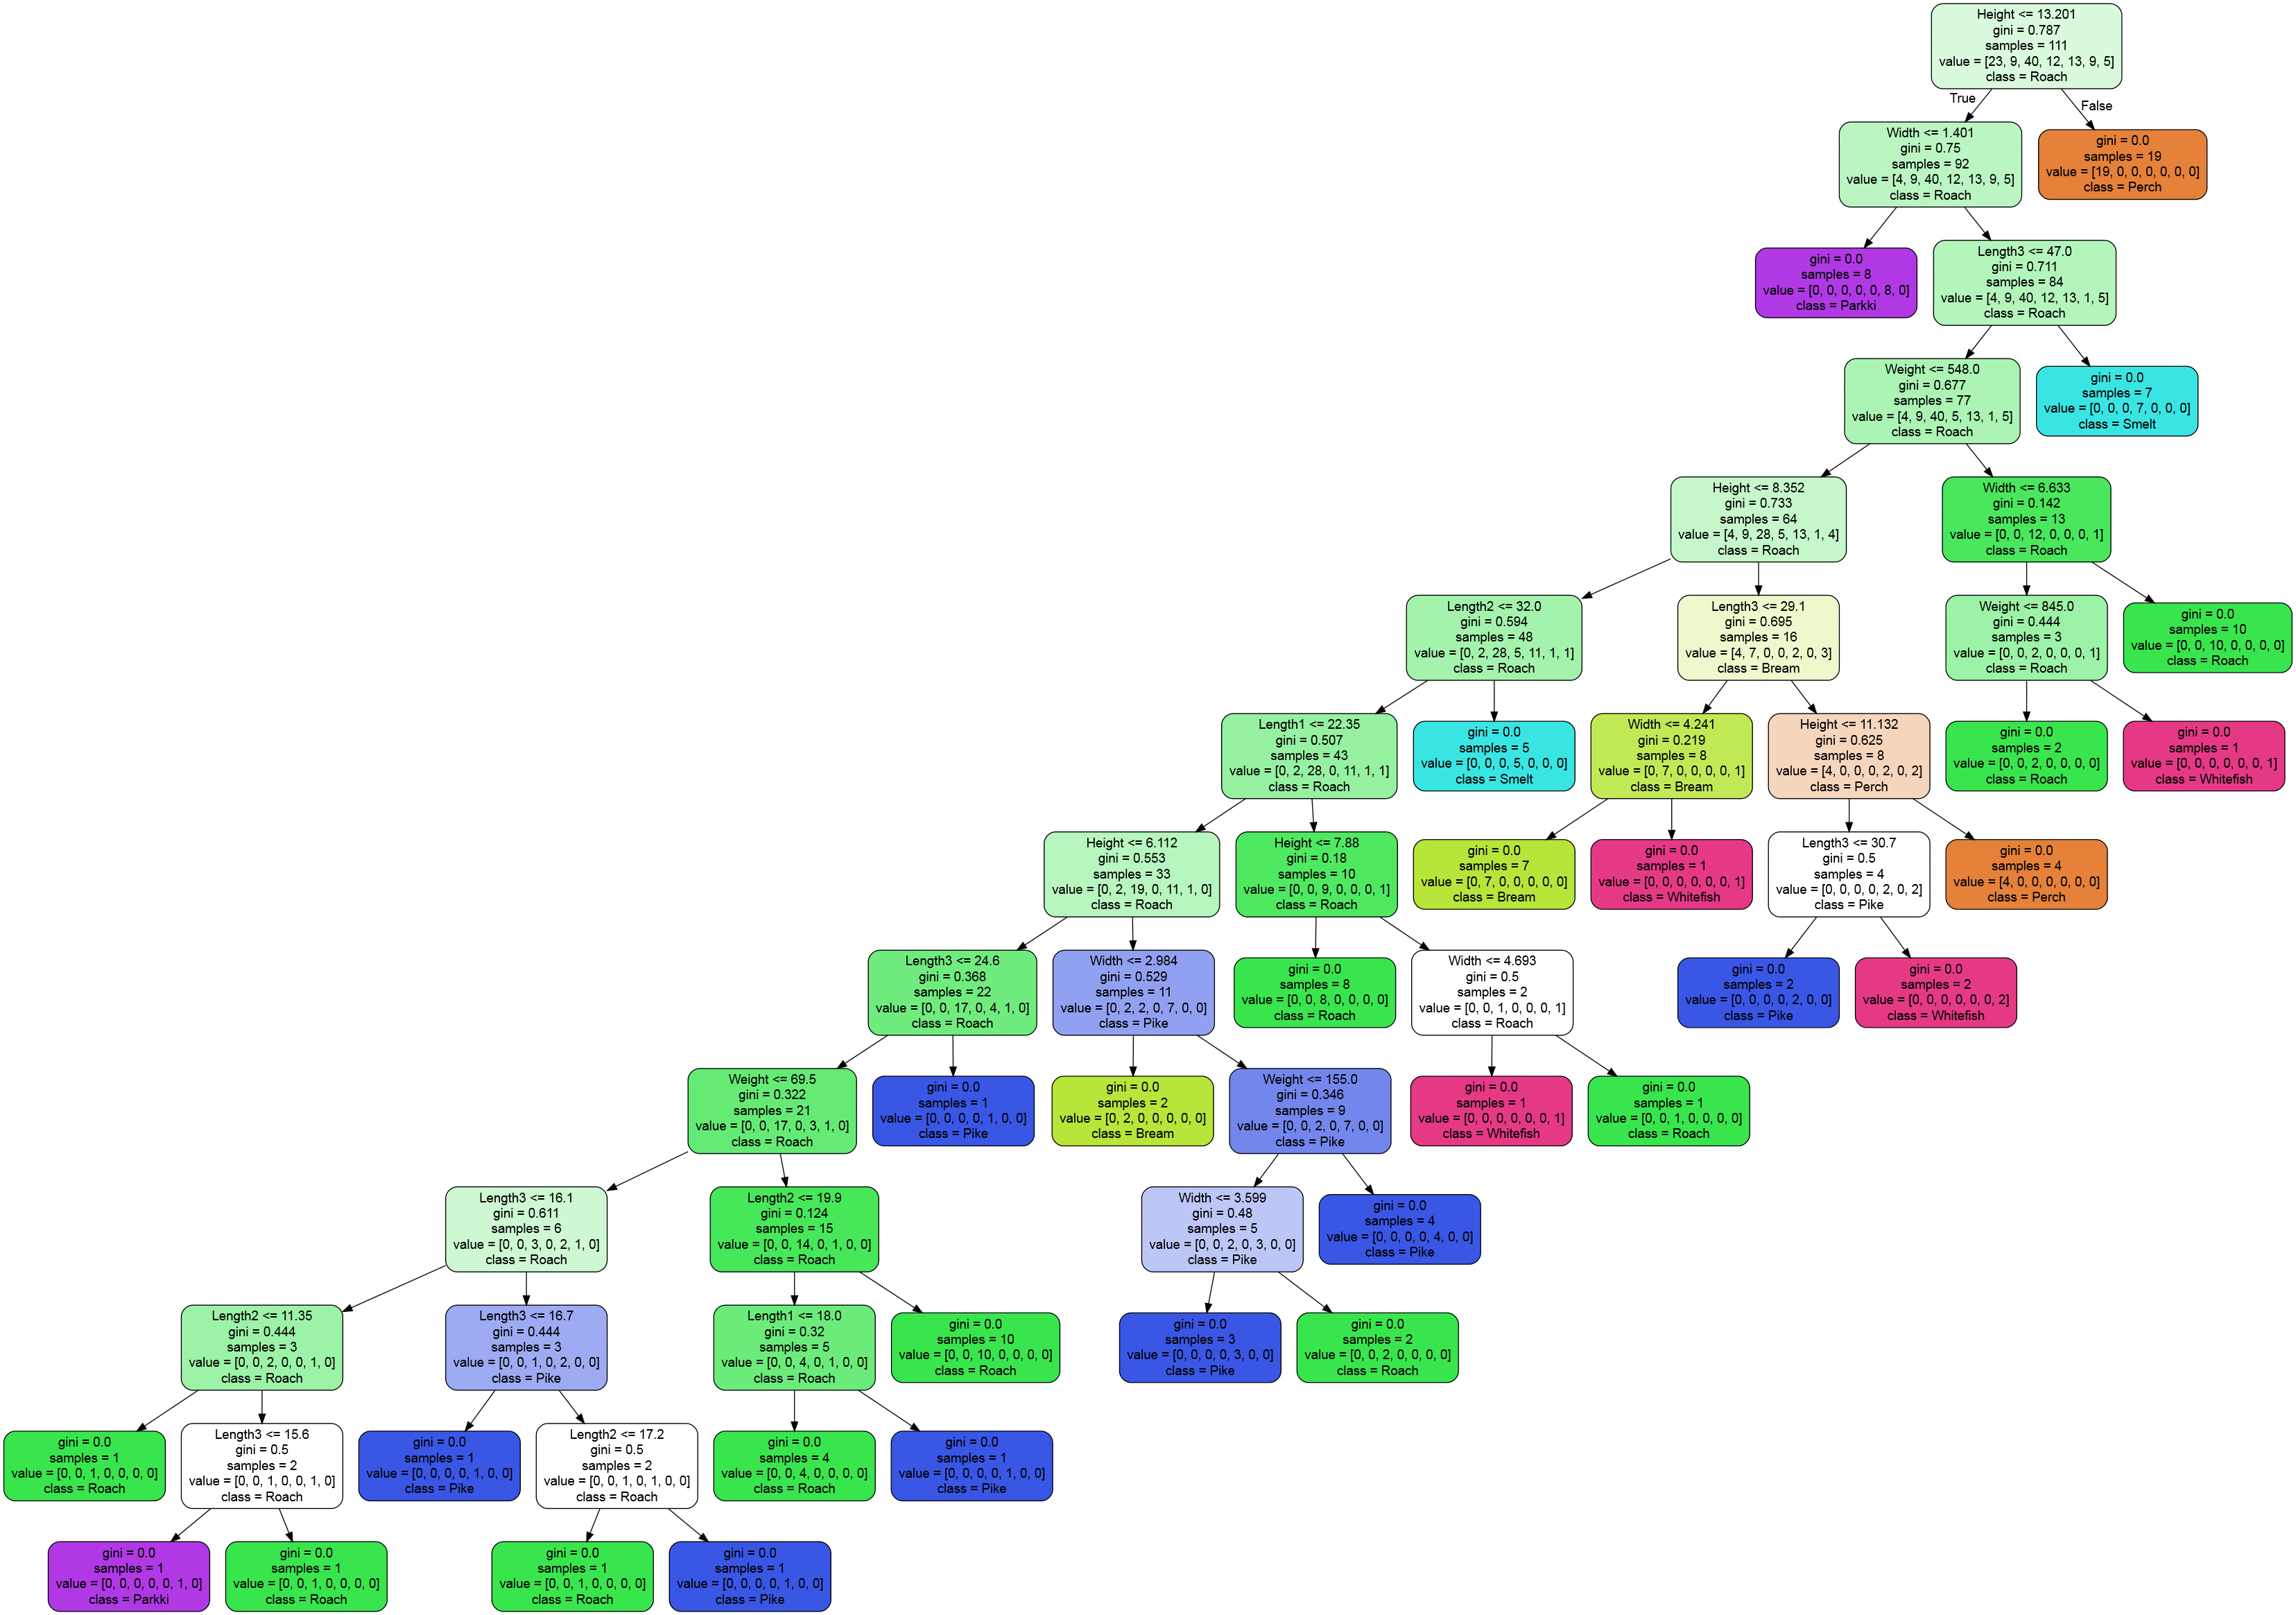 Height <= 13.201
gini = 0.787
samples = 111
value = [23, 9, 40, 12, 13, 9, 5]
class = Roach
True
False
Width <= 1.401
gini = 0.75
samples = 92
value = [4, 9, 40, 12, 13, 9, 5]
class = Roach
gini = 0.0
samples = 19
value = [19, 0, 0, 0, 0, 0, 0]
class = Perch
gini = 0.0
samples = 8
value = [0, 0, 0, 0, 0, 8, 0]
class = Parkki
Length3 <= 47.0
gini = 0.711
samples = 84
value = [4, 9, 40, 12, 13, 1, 5]
class = Roach
Weight <= 548.0
gini = 0.677
samples = 77
value = [4, 9, 40, 5, 13, 1, 5]
class = Roach
gini = 0.0
samples = 7
value = [0, 0, 0, 7, 0, 0, 0]
class = Smelt
Height <= 8.352
gini = 0.733
samples = 64
value = [4, 9, 28, 5, 13, 1, 4]
class = Roach
Width <= 6.633
gini = 0.142
samples = 13
value = [0, 0, 12, 0, 0, 0, 1]
class = Roach
Length2 <= 32.0
gini = 0.594
samples = 48
value = [0, 2, 28, 5, 11, 1, 1]
class = Roach
Length3 <= 29.1
gini = 0.695
samples = 16
value = [4, 7, 0, 0, 2, 0, 3]
class = Bream
Weight <= 845.0
gini = 0.444
samples = 3
value = [0, 0, 2, 0, 0, 0, 1]
class = Roach
gini = 0.0
samples = 10
value = [0, 0, 10, 0, 0, 0, 0]
class = Roach
Length1 <= 22.35
gini = 0.507
samples = 43
value = [0, 2, 28, 0, 11, 1, 1]
class = Roach
gini = 0.0
samples = 5
value = [0, 0, 0, 5, 0, 0, 0]
class = Smelt
Width <= 4.241
gini = 0.219
samples = 8
value = [0, 7, 0, 0, 0, 0, 1]
class = Bream
Height <= 11.132
gini = 0.625
samples = 8
value = [4, 0, 0, 0, 2, 0, 2]
class = Perch
gini = 0.0
samples = 2
value = [0, 0, 2, 0, 0, 0, 0]
class = Roach
gini = 0.0
samples = 1
value = [0, 0, 0, 0, 0, 0, 1]
class = Whitefish
Height <= 6.112
gini = 0.553
samples = 33
value = [0, 2, 19, 0, 11, 1, 0]
class = Roach
Height <= 7.88
gini = 0.18
samples = 10
value = [0, 0, 9, 0, 0, 0, 1]
class = Roach
gini = 0.0
samples = 7
value = [0, 7, 0, 0, 0, 0, 0]
class = Bream
gini = 0.0
samples = 1
value = [0, 0, 0, 0, 0, 0, 1]
class = Whitefish
Length3 <= 30.7
gini = 0.5
samples = 4
value = [0, 0, 0, 0, 2, 0, 2]
class = Pike
gini = 0.0
samples = 4
value = [4, 0, 0, 0, 0, 0, 0]
class = Perch
Length3 <= 24.6
gini = 0.368
samples = 22
value = [0, 0, 17, 0, 4, 1, 0]
class = Roach
Width <= 2.984
gini = 0.529
samples = 11
value = [0, 2, 2, 0, 7, 0, 0]
class = Pike
gini = 0.0
samples = 8
value = [0, 0, 8, 0, 0, 0, 0]
class = Roach
Width <= 4.693
gini = 0.5
samples = 2
value = [0, 0, 1, 0, 0, 0, 1]
class = Roach
gini = 0.0
samples = 2
value = [0, 0, 0, 0, 2, 0, 0]
class = Pike
gini = 0.0
samples = 2
value = [0, 0, 0, 0, 0, 0, 2]
class = Whitefish
Weight <= 69.5
gini = 0.322
samples = 21
value = [0, 0, 17, 0, 3, 1, 0]
class = Roach
gini = 0.0
samples = 1
value = [0, 0, 0, 0, 1, 0, 0]
class = Pike
gini = 0.0
samples = 2
value = [0, 2, 0, 0, 0, 0, 0]
class = Bream
Weight <= 155.0
gini = 0.346
samples = 9
value = [0, 0, 2, 0, 7, 0, 0]
class = Pike
gini = 0.0
samples = 1
value = [0, 0, 0, 0, 0, 0, 1]
class = Whitefish
gini = 0.0
samples = 1
value = [0, 0, 1, 0, 0, 0, 0]
class = Roach
Length3 <= 16.1
gini = 0.611
samples = 6
value = [0, 0, 3, 0, 2, 1, 0]
class = Roach
Length2 <= 19.9
gini = 0.124
samples = 15
value = [0, 0, 14, 0, 1, 0, 0]
class = Roach
Width <= 3.599
gini = 0.48
samples = 5
value = [0, 0, 2, 0, 3, 0, 0]
class = Pike
gini = 0.0
samples = 4
value = [0, 0, 0, 0, 4, 0, 0]
class = Pike
Length2 <= 11.35
gini = 0.444
samples = 3
value = [0, 0, 2, 0, 0, 1, 0]
class = Roach
Length3 <= 16.7
gini = 0.444
samples = 3
value = [0, 0, 1, 0, 2, 0, 0]
class = Pike
Length1 <= 18.0
gini = 0.32
samples = 5
value = [0, 0, 4, 0, 1, 0, 0]
class = Roach
gini = 0.0
samples = 10
value = [0, 0, 10, 0, 0, 0, 0]
class = Roach
gini = 0.0
samples = 3
value = [0, 0, 0, 0, 3, 0, 0]
class = Pike
gini = 0.0
samples = 2
value = [0, 0, 2, 0, 0, 0, 0]
class = Roach
gini = 0.0
samples = 1
value = [0, 0, 1, 0, 0, 0, 0]
class = Roach
Length3 <= 15.6
gini = 0.5
samples = 2
value = [0, 0, 1, 0, 0, 1, 0]
class = Roach
gini = 0.0
samples = 1
value = [0, 0, 0, 0, 1, 0, 0]
class = Pike
Length2 <= 17.2
gini = 0.5
samples = 2
value = [0, 0, 1, 0, 1, 0, 0]
class = Roach
gini = 0.0
samples = 4
value = [0, 0, 4, 0, 0, 0, 0]
class = Roach
gini = 0.0
samples = 1
value = [0, 0, 0, 0, 1, 0, 0]
class = Pike
gini = 0.0
samples = 1
value = [0, 0, 0, 0, 0, 1, 0]
class = Parkki
gini = 0.0
samples = 1
value = [0, 0, 1, 0, 0, 0, 0]
class = Roach
gini = 0.0
samples = 1
value = [0, 0, 1, 0, 0, 0, 0]
class = Roach
gini = 0.0
samples = 1
value = [0, 0, 0, 0, 1, 0, 0]
class = Pike